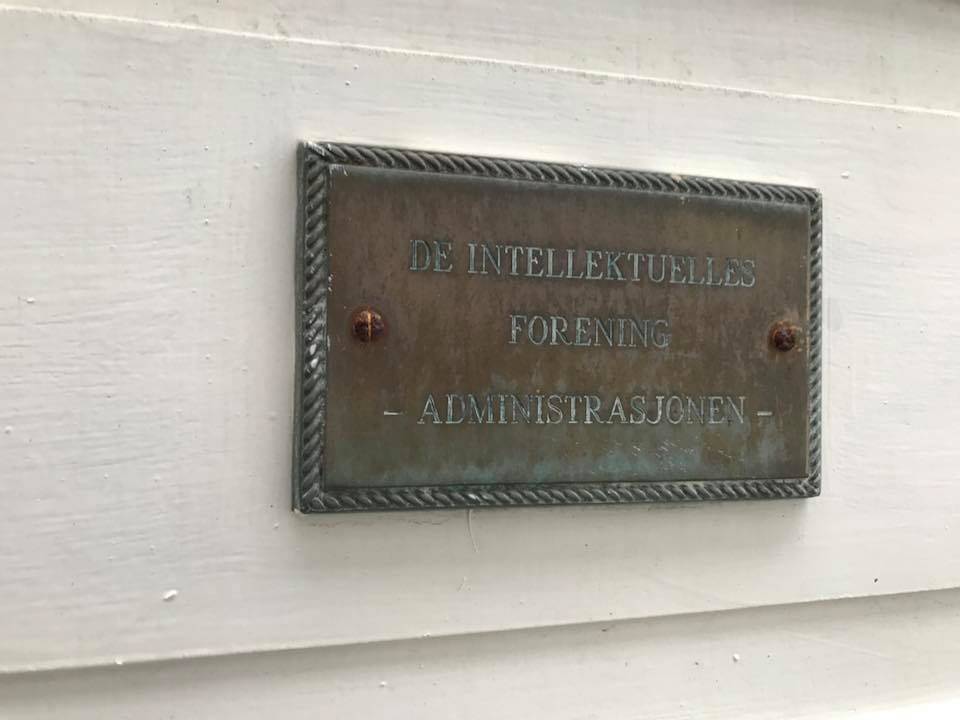 DE INTELLEKTUELLES
FORENING
– ADMINISTRASJONEN –